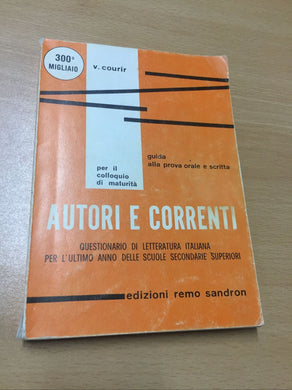 300°
MIGLIAIO
v. courir
guida
alla prova orale e scritta
per il
colloquio
di maturità
AUTORI E CORRENTI
QUESTIONARIO DI LETTERATURA ITALIANA
PER L'ULTIMO ANNO DELLE SCUOLE SECONDARIE SUPERIORI
edizioni remo sandron